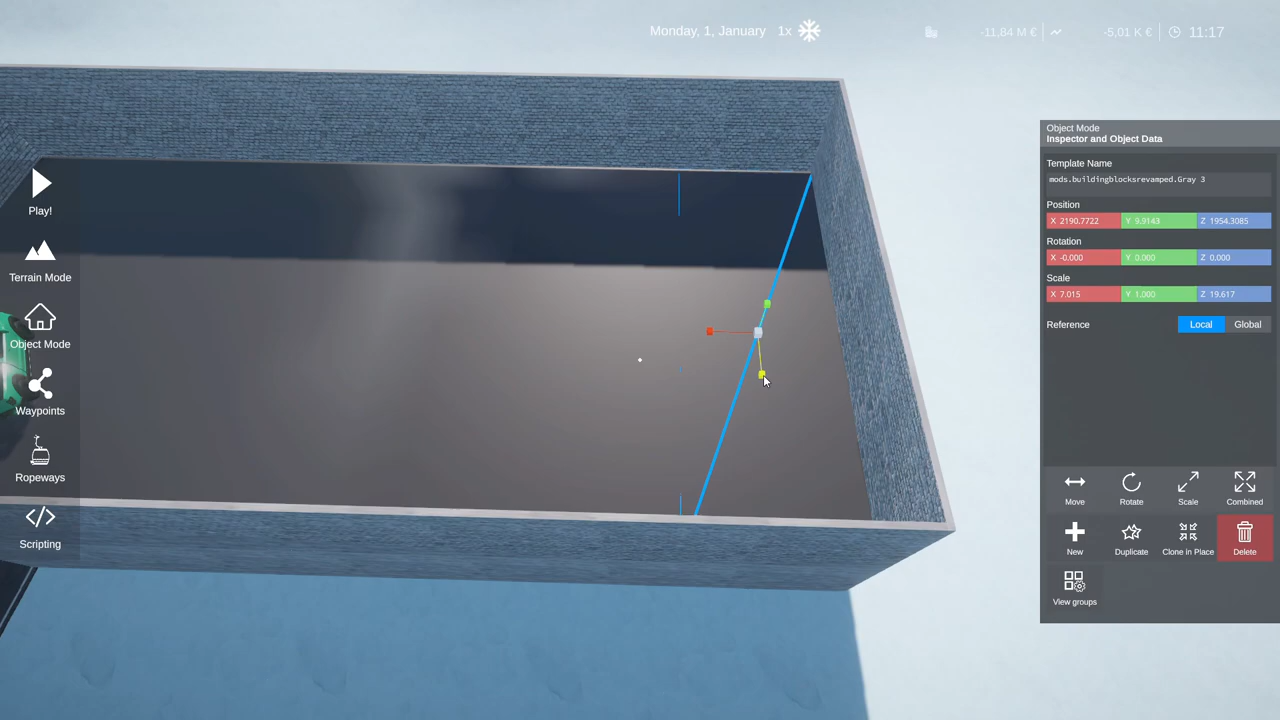 Monday, 1, January 1x
-11,84 M € -5,01 K € 11:17
Play!
Terrain Mode
Object Mode
Waypoints
Ropeways
Scripting
Object Mode
Inspector and Object Data
Template Name
mods.buildingblocksrevamped.Gray 3
Position
X 2190.7722 Y 9.9143 Z 1954.3085
Rotation
X -0.000 Y 0.000 Z 0.000
Scale
X 7.015 Y 1.000 Z 19.617
Reference Local Global
Move Rotate Scale Combined
New Duplicate Clone in Place Delete
View groups